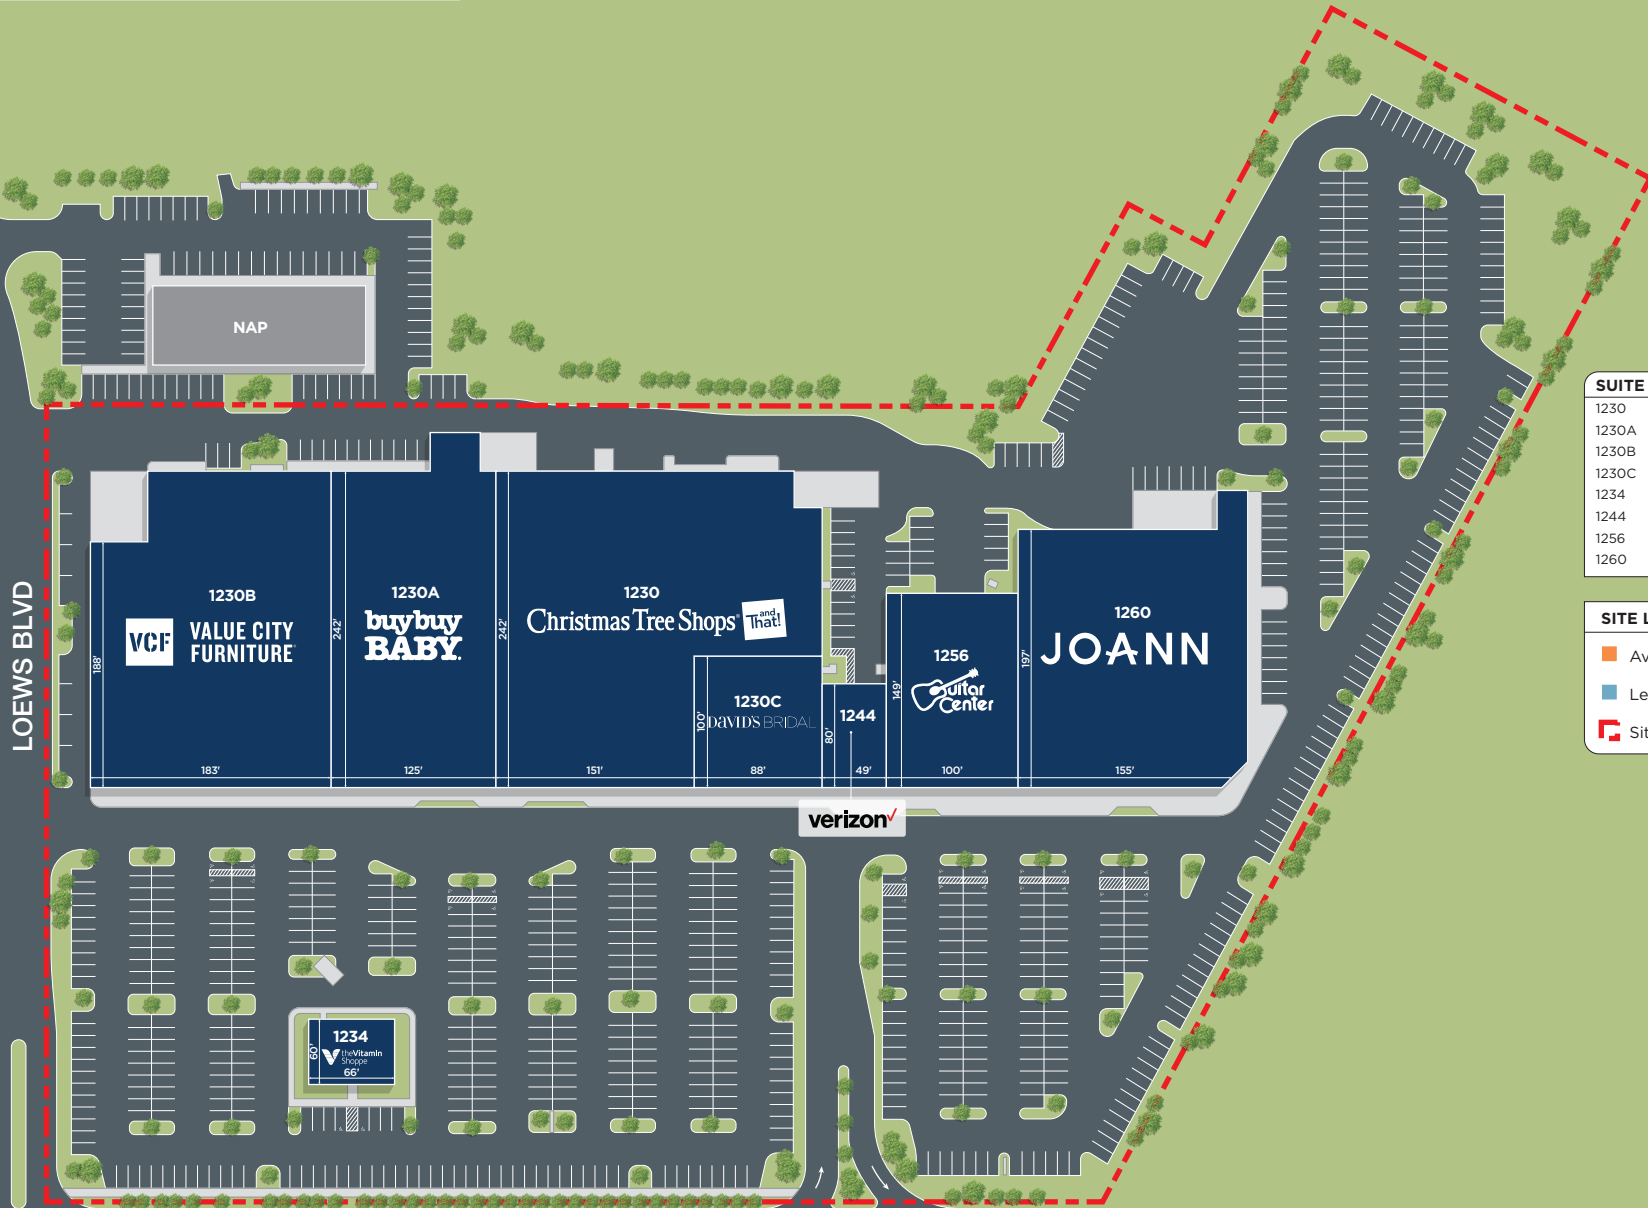 NAP
SUITE
1230
1230A
1230B
1230C
1234
1244
1256
1260
SITE L
Av
Le
Sit
LOEWS BLVD
1230B
VCF
VALUE CITY
FURNITURE
188'
183'
242'
1230A
buybuy
BABY.
125'
242'
1230
Christmas Tree Shops
and
That!
151'
1230C
DAVID'S BRIDAL
100'
88'
1244
80'
49'
verizon
1256
Guitar
Center
149'
100'
1260
JOANN
197'
155'
1234
the Vitamin
Shoppe
60'
66'